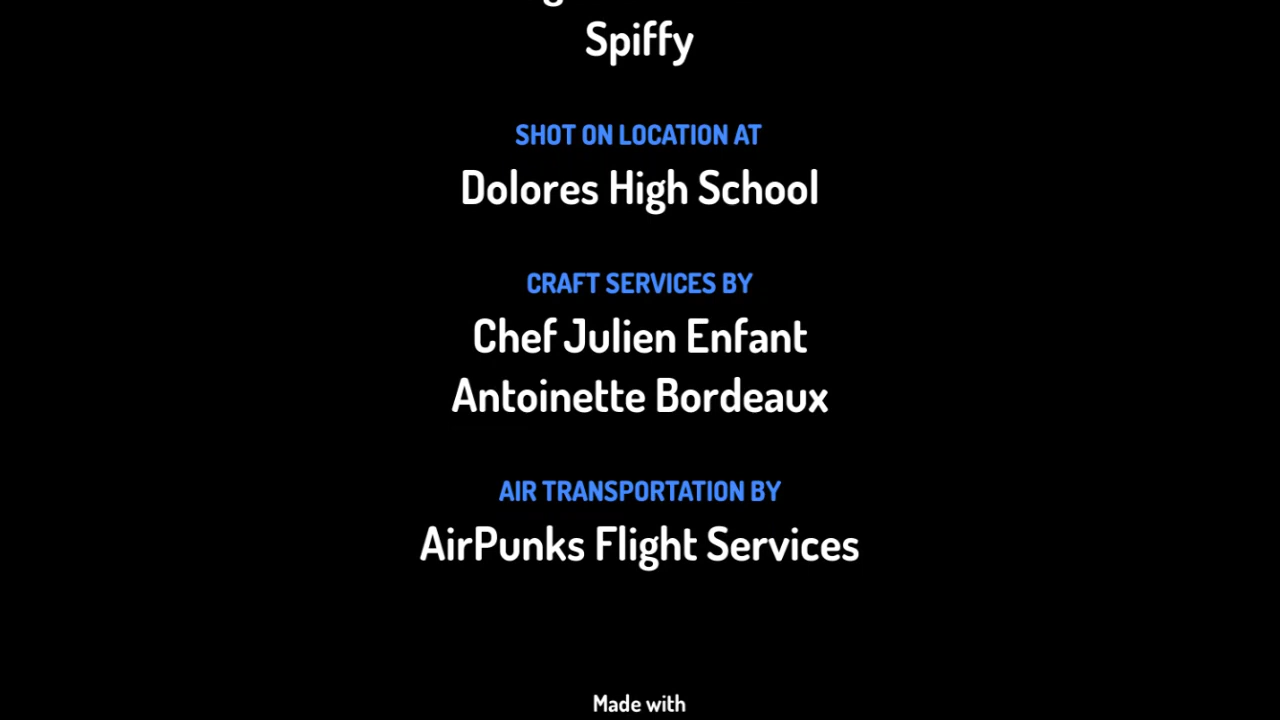 Spiffy
SHOT ON LOCATION AT
Dolores High School
CRAFT SERVICES BY
Chef Julien Enfant
Antoinette Bordeaux
AIR TRANSPORTATION BY
AirPunks Flight Services
Made with